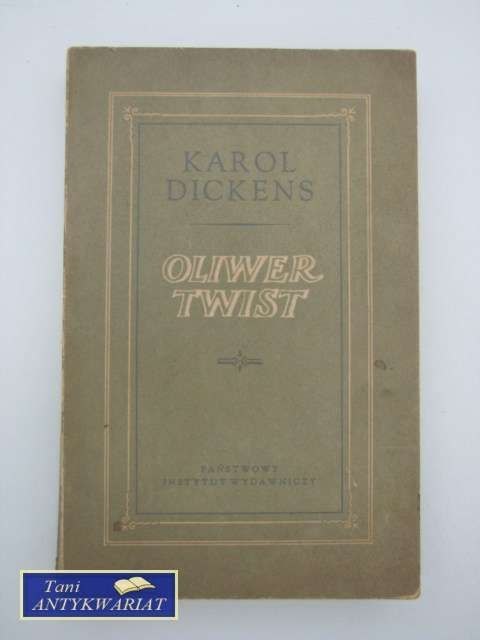 KAROL
DICKENS
OLIWER
TWIST
PAŃSTWOWY
INSTYTUT WYDAWNICZY
Tani
ANTYKWARIAT